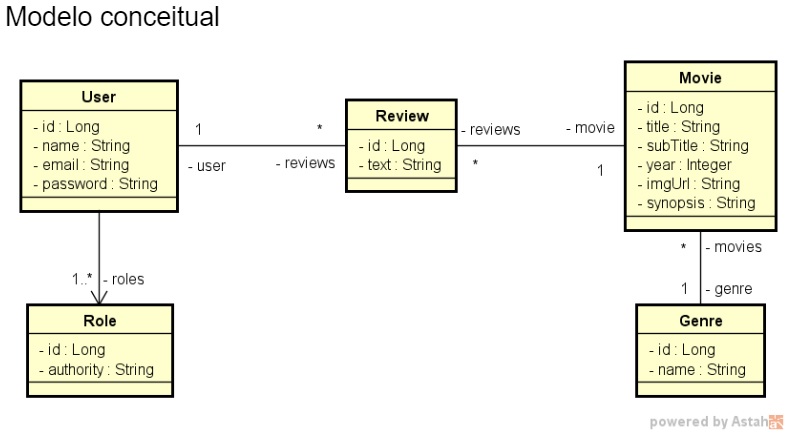 Modelo conceitual
User
- id : Long
- name : String
- email : String
- password : String
1
- user
*
- reviews
Review
- id : Long
- text : String
- reviews
*
- movie
1
Movie
- id : Long
- title : String
- subTitle : String
- year : Integer
- imgUrl : String
- synopsis : String
1..* - roles
Role
- id : Long
- authority : String
* - movies
1 - genre
Genre
- id : Long
- name : String
powered by Astah